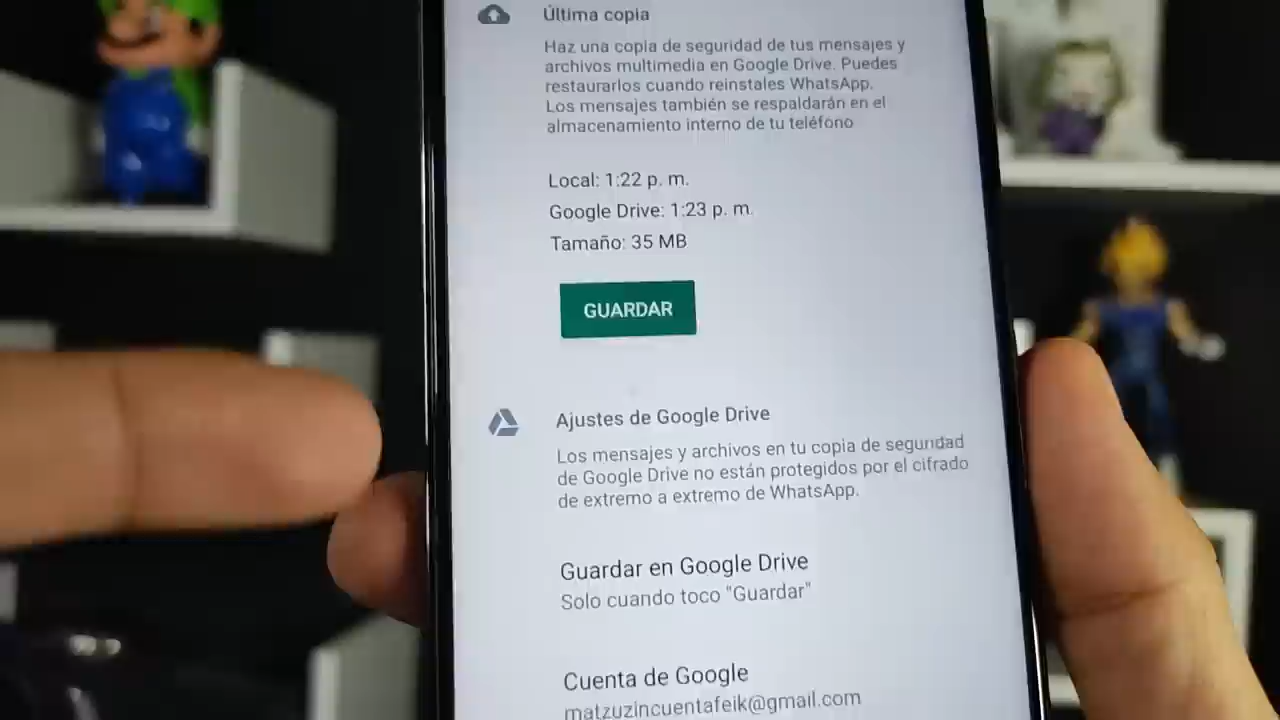 Última copia
Haz una copia de seguridad de tus mensajes y
archivos multimedia en Google Drive. Puedes
restaurarlos cuando reinstales WhatsApp.
Los mensajes también se respaldarán en el
almacenamiento interno de tu teléfono
Local: 1:22 p. m.
Google Drive: 1:23 p. m.
Tamaño: 35 MB
GUARDAR
Ajustes de Google Drive
Los mensajes y archivos en tu copia de seguridad
de Google Drive no están protegidos por el cifrado
de extremo a extremo de WhatsApp.
Guardar en Google Drive
Solo cuando toco "Guardar"
Cuenta de Google
matzuzincuentafeik@gmail.com